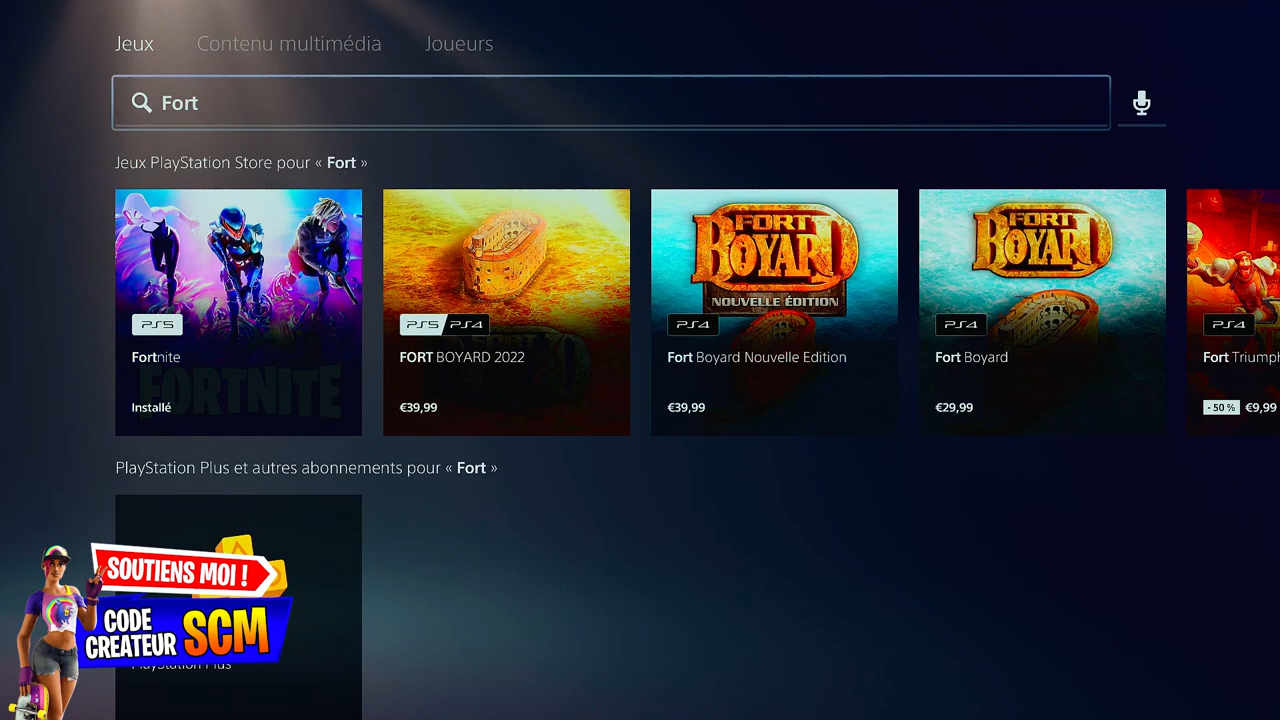 Jeux Contenu multimédia Joueurs
Fort
Jeux PlayStation Store pour « Fort »
FORT
BOYARD
NOUVELLE ÉDITION
FORT
BOYARD
PS5
PS5 PS4
PS4
PS4
PS4
Fortnite
FORT BOYARD 2022
Fort Boyard Nouvelle Edition
Fort Boyard
Fort Triumph
FORTNITE
Installé
€39,99
€39,99
€29,99
- 50 % €9,99
PlayStation Plus et autres abonnements pour « Fort »
SOUTIENS MOI !
CODE
CREATEUR SCM
PlayStation Plus